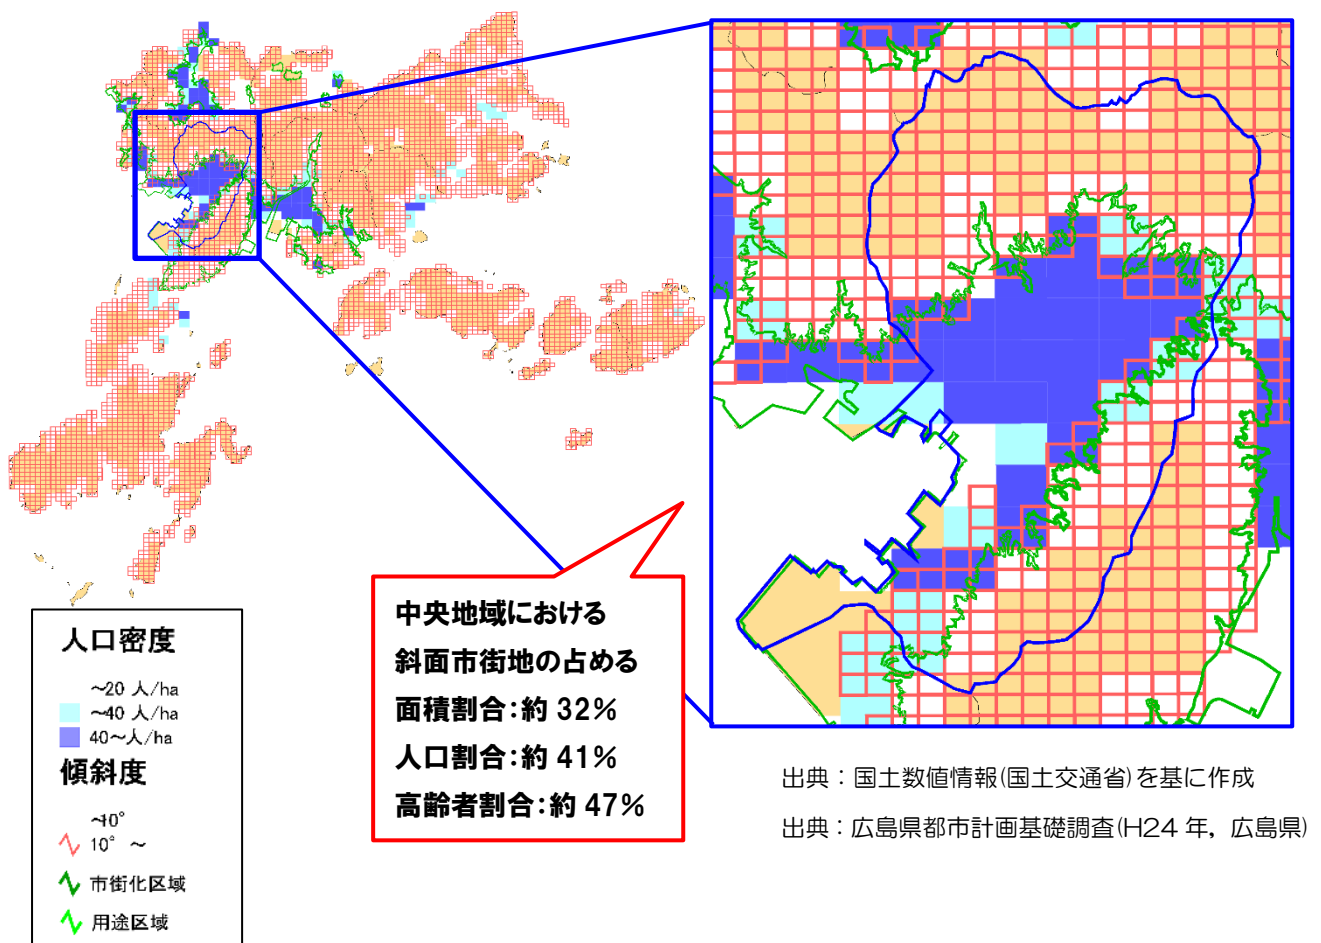 中央地域における
斜面市街地の占める
面積割合：約 32％
人口割合：約 41％
高齢者割合：約 47％
人口密度
～20 人/ha
～40 人/ha
40～人/ha
傾斜度
～10°
10° ～
市街化区域
用途区域
出典：国土数値情報(国土交通省)を基に作成
出典：広島県都市計画基礎調査(H24 年，広島県)